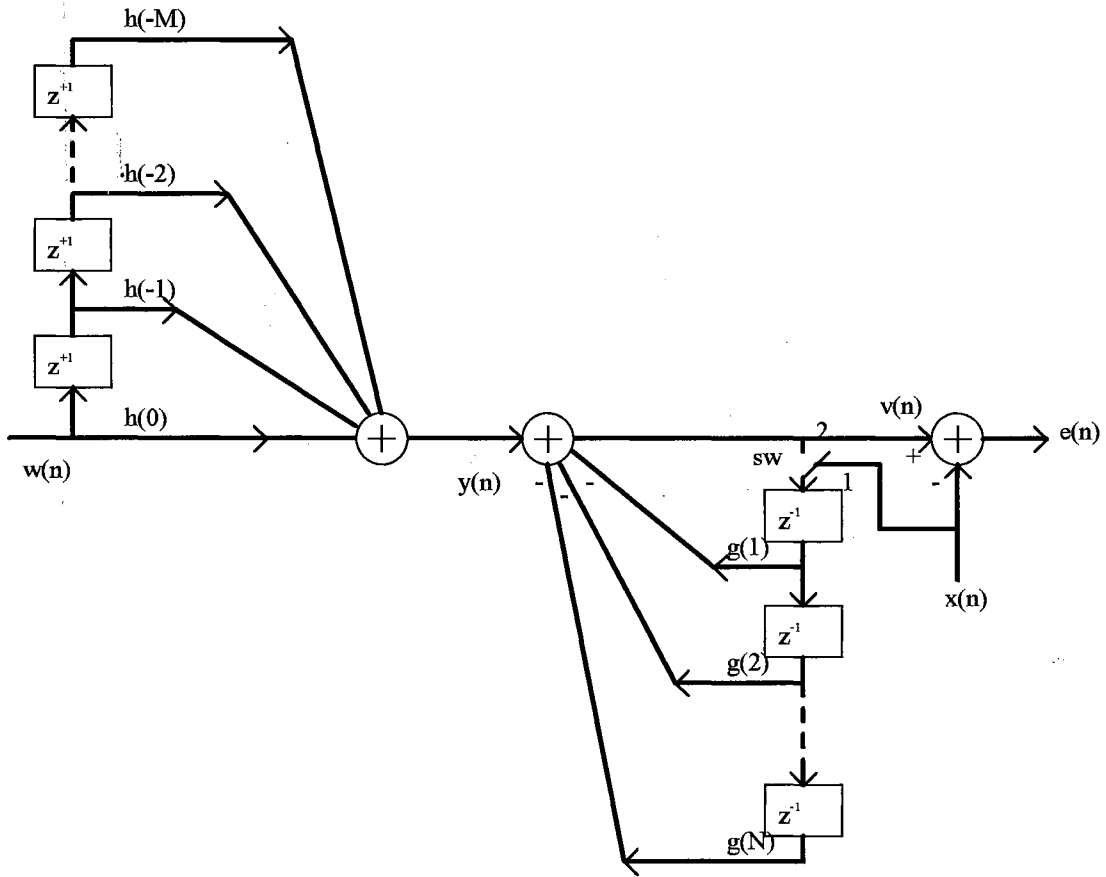 h(-M)
z+1
h(-2)
z+1
h(-1)
z+1
h(0)
w(n)
+
y(n)
+
- - -
sw
2
1
v(n)
+
+
-
e(n)
x(n)
z-1
g(1)
z-1
g(2)
z-1
g(N)